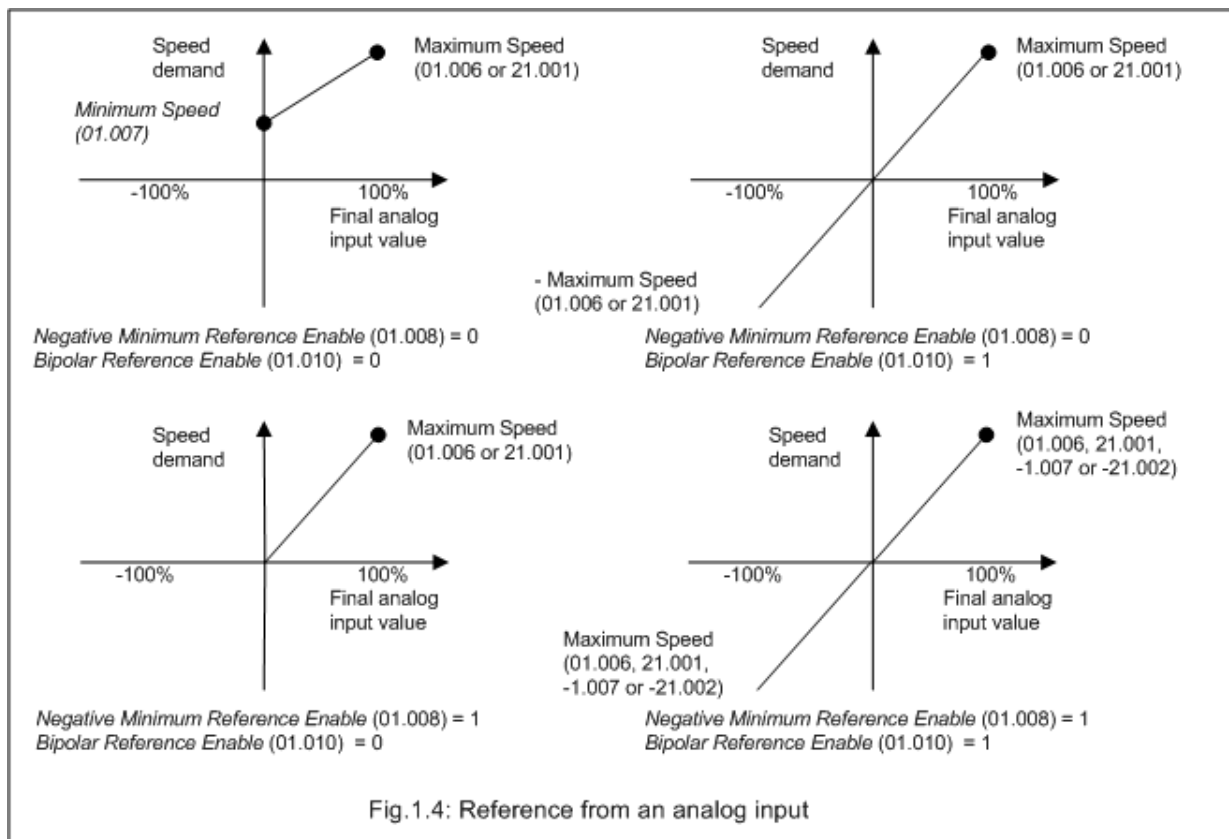 Speed
demand
Maximum Speed
(01.006 or 21.001)
Minimum Speed
(01.007)
-100%
100%
Final analog
input value
Negative Minimum Reference Enable (01.008) = 0
Bipolar Reference Enable (01.010) = 0
Speed
demand
Maximum Speed
(01.006 or 21.001)
-100%
100%
Final analog
input value
- Maximum Speed
(01.006 or 21.001)
Negative Minimum Reference Enable (01.008) = 0
Bipolar Reference Enable (01.010) = 1
Speed
demand
Maximum Speed
(01.006 or 21.001)
-100%
100%
Final analog
input value
Negative Minimum Reference Enable (01.008) = 1
Bipolar Reference Enable (01.010) = 0
Speed
demand
Maximum Speed
(01.006, 21.001,
-1.007 or -21.002)
-100%
100%
Final analog
input value
Maximum Speed
(01.006, 21.001,
-1.007 or -21.002)
Negative Minimum Reference Enable (01.008) = 1
Bipolar Reference Enable (01.010) = 1
Fig.1.4: Reference from an analog input